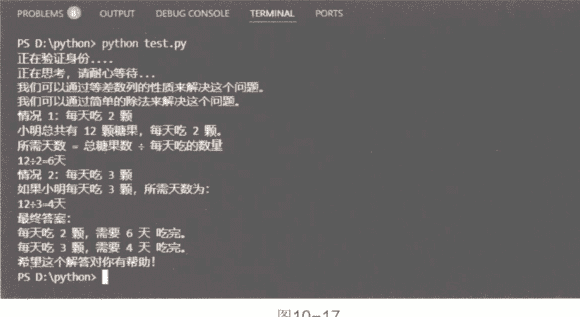 PROBLEMS 8 OUTPUT DEBUG CONSOLE TERMINAL PORTS
PS D:\python> python test.py
正在验证身份....
正在思考，请耐心等待...
我们可以通过等差数列的性质来解决这个问题。
我们可以通过简单的除法来解决这个问题。
情况 1: 每天吃 2 颗
小明总共有 12 颗糖果，每天吃 2 颗。
所需天数 = 总糖果数 ÷ 每天吃的数量
12÷2=6天
情况 2: 每天吃 3 颗
如果小明每天吃 3 颗，所需天数为:
12÷3=4天
最终答案:
每天吃 2 颗，需要 6 天 吃完。
每天吃 3 颗，需要 4 天 吃完。
希望这个解答对你有帮助!
PS D:\python>
图10-17